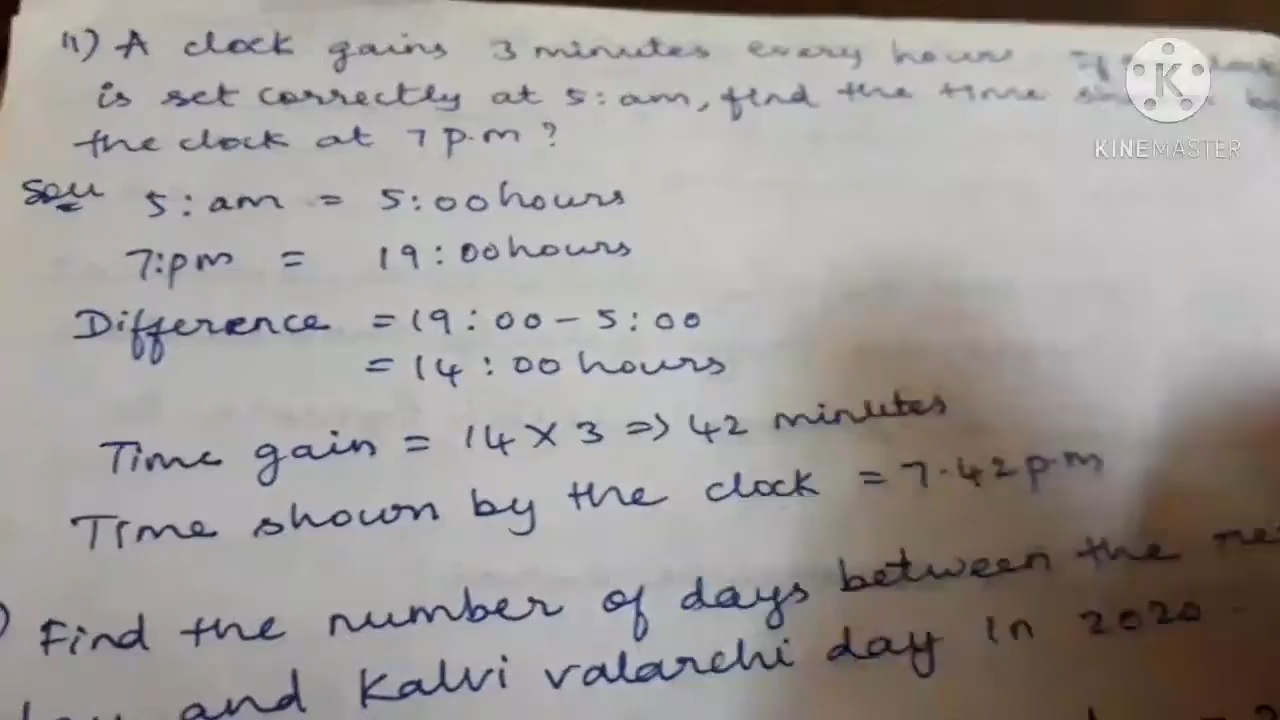 11) A clock gains 3 minutes every hour. If
is set correctly at 5:am, find the time
the clock at 7 p.m?
Solu 5:am = 5:00 hours
7:pm = 19:00 hours
Difference = 19:00 - 5:00
= 14:00 hours
Time gain = 14 X 3 => 42 minutes
Time shown by the clock = 7.42 p.m
Find the number of days between the
and Kalvi valarchi day in 2020
K
KINEMASTER